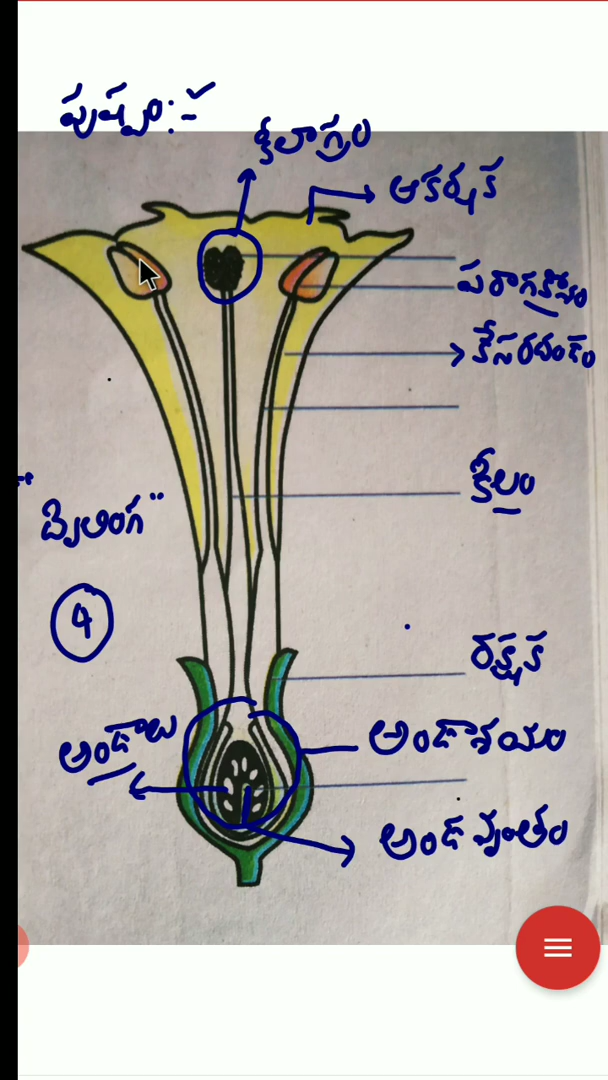 పుష్పం:-
కీలాగ్రం
ఆకర్షక
పరాగకోశం
కేసరదండం
కీలం
"ద్విలింగ"
4
రక్షక
అండాలు
అండాశయం
అండవృంతం